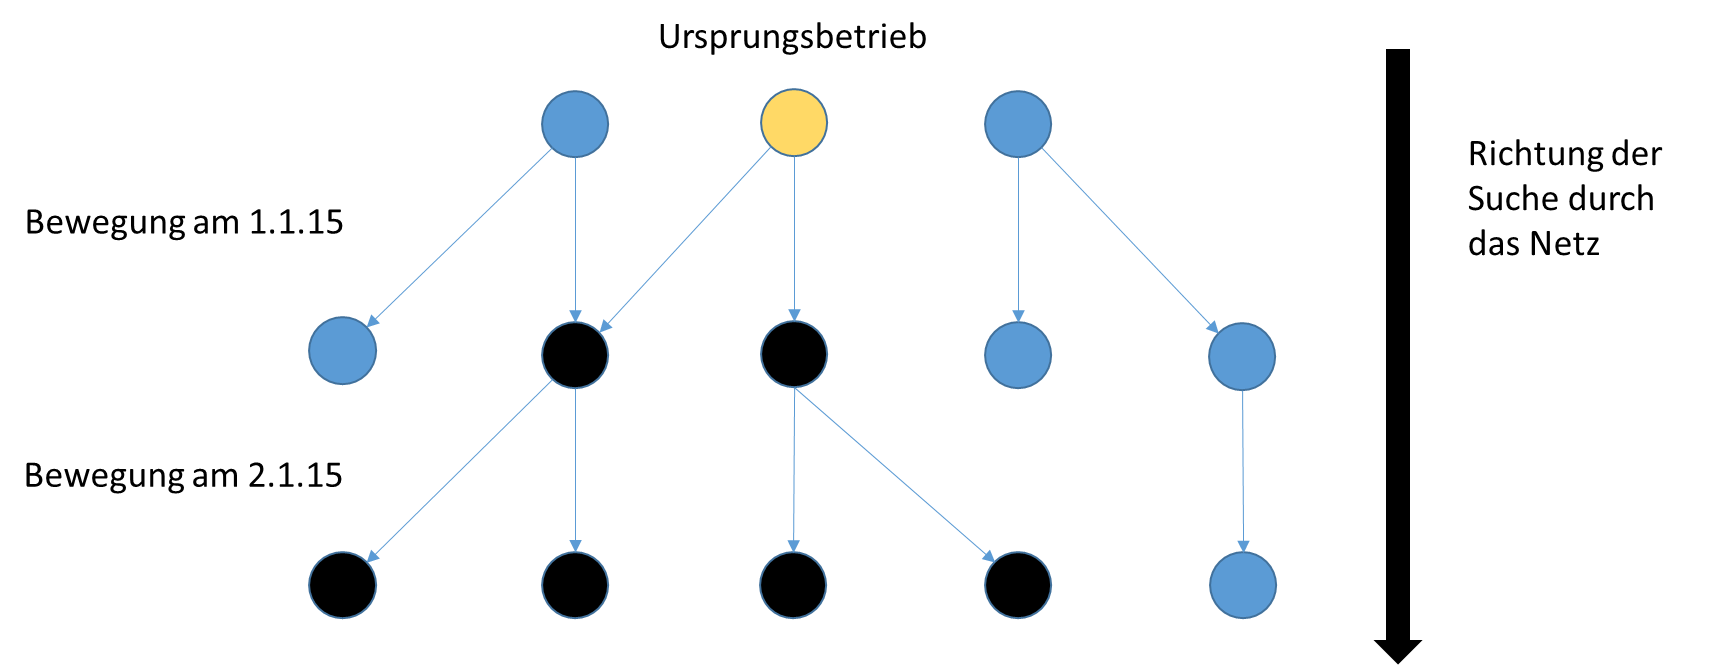 Ursprungsbetrieb
Richtung der
Suche durch
das Netz
Bewegung am 1.1.15
Bewegung am 2.1.15